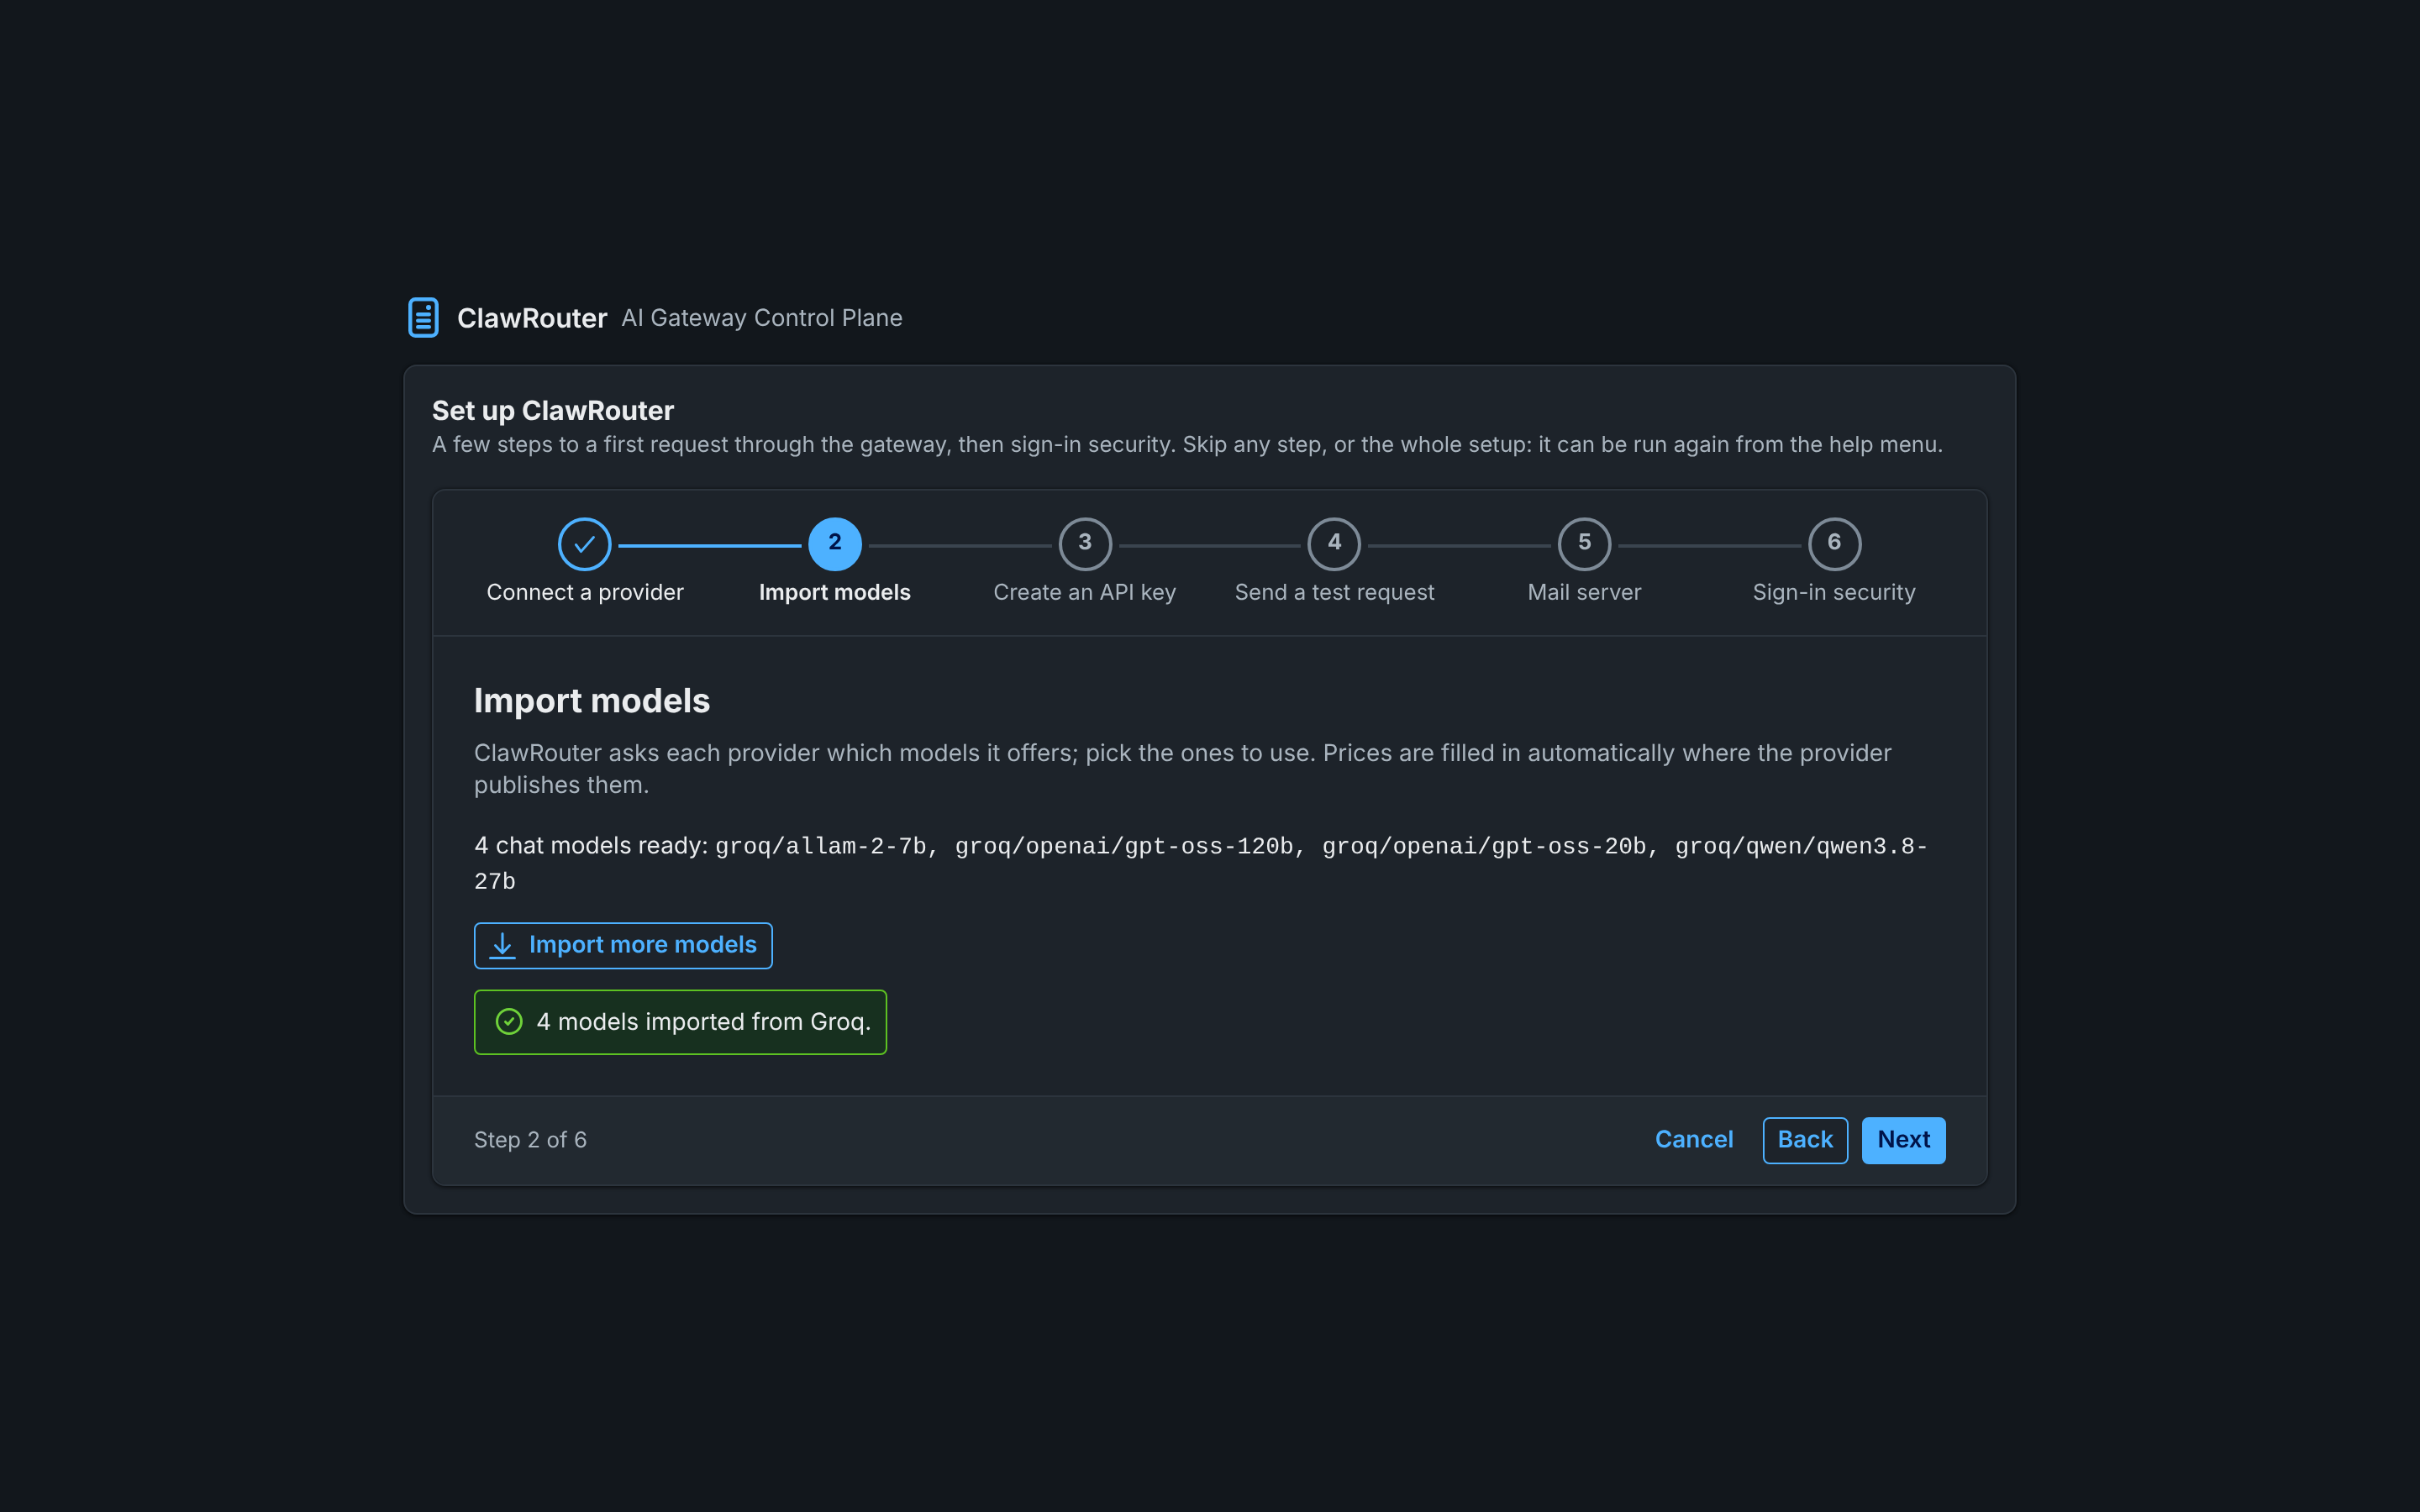 ClawRouter AI Gateway Control Plane
Set up ClawRouter
A few steps to a first request through the gateway, then sign-in security. Skip any step, or the whole setup: it can be run again from the help menu.
2 3 4 5 6
Connect a provider Import models Create an API key Send a test request Mail server Sign-in security
Import models
ClawRouter asks each provider which models it offers; pick the ones to use. Prices are filled in automatically where the provider
publishes them.
4 chat models ready: groq/allam-2-7b, groq/openai/gpt-oss-120b, groq/openai/gpt-oss-20b, groq/qwen/qwen3.8-
27b
Import more models
4 models imported from Groq.
Step 2 of 6 Cancel Back Next